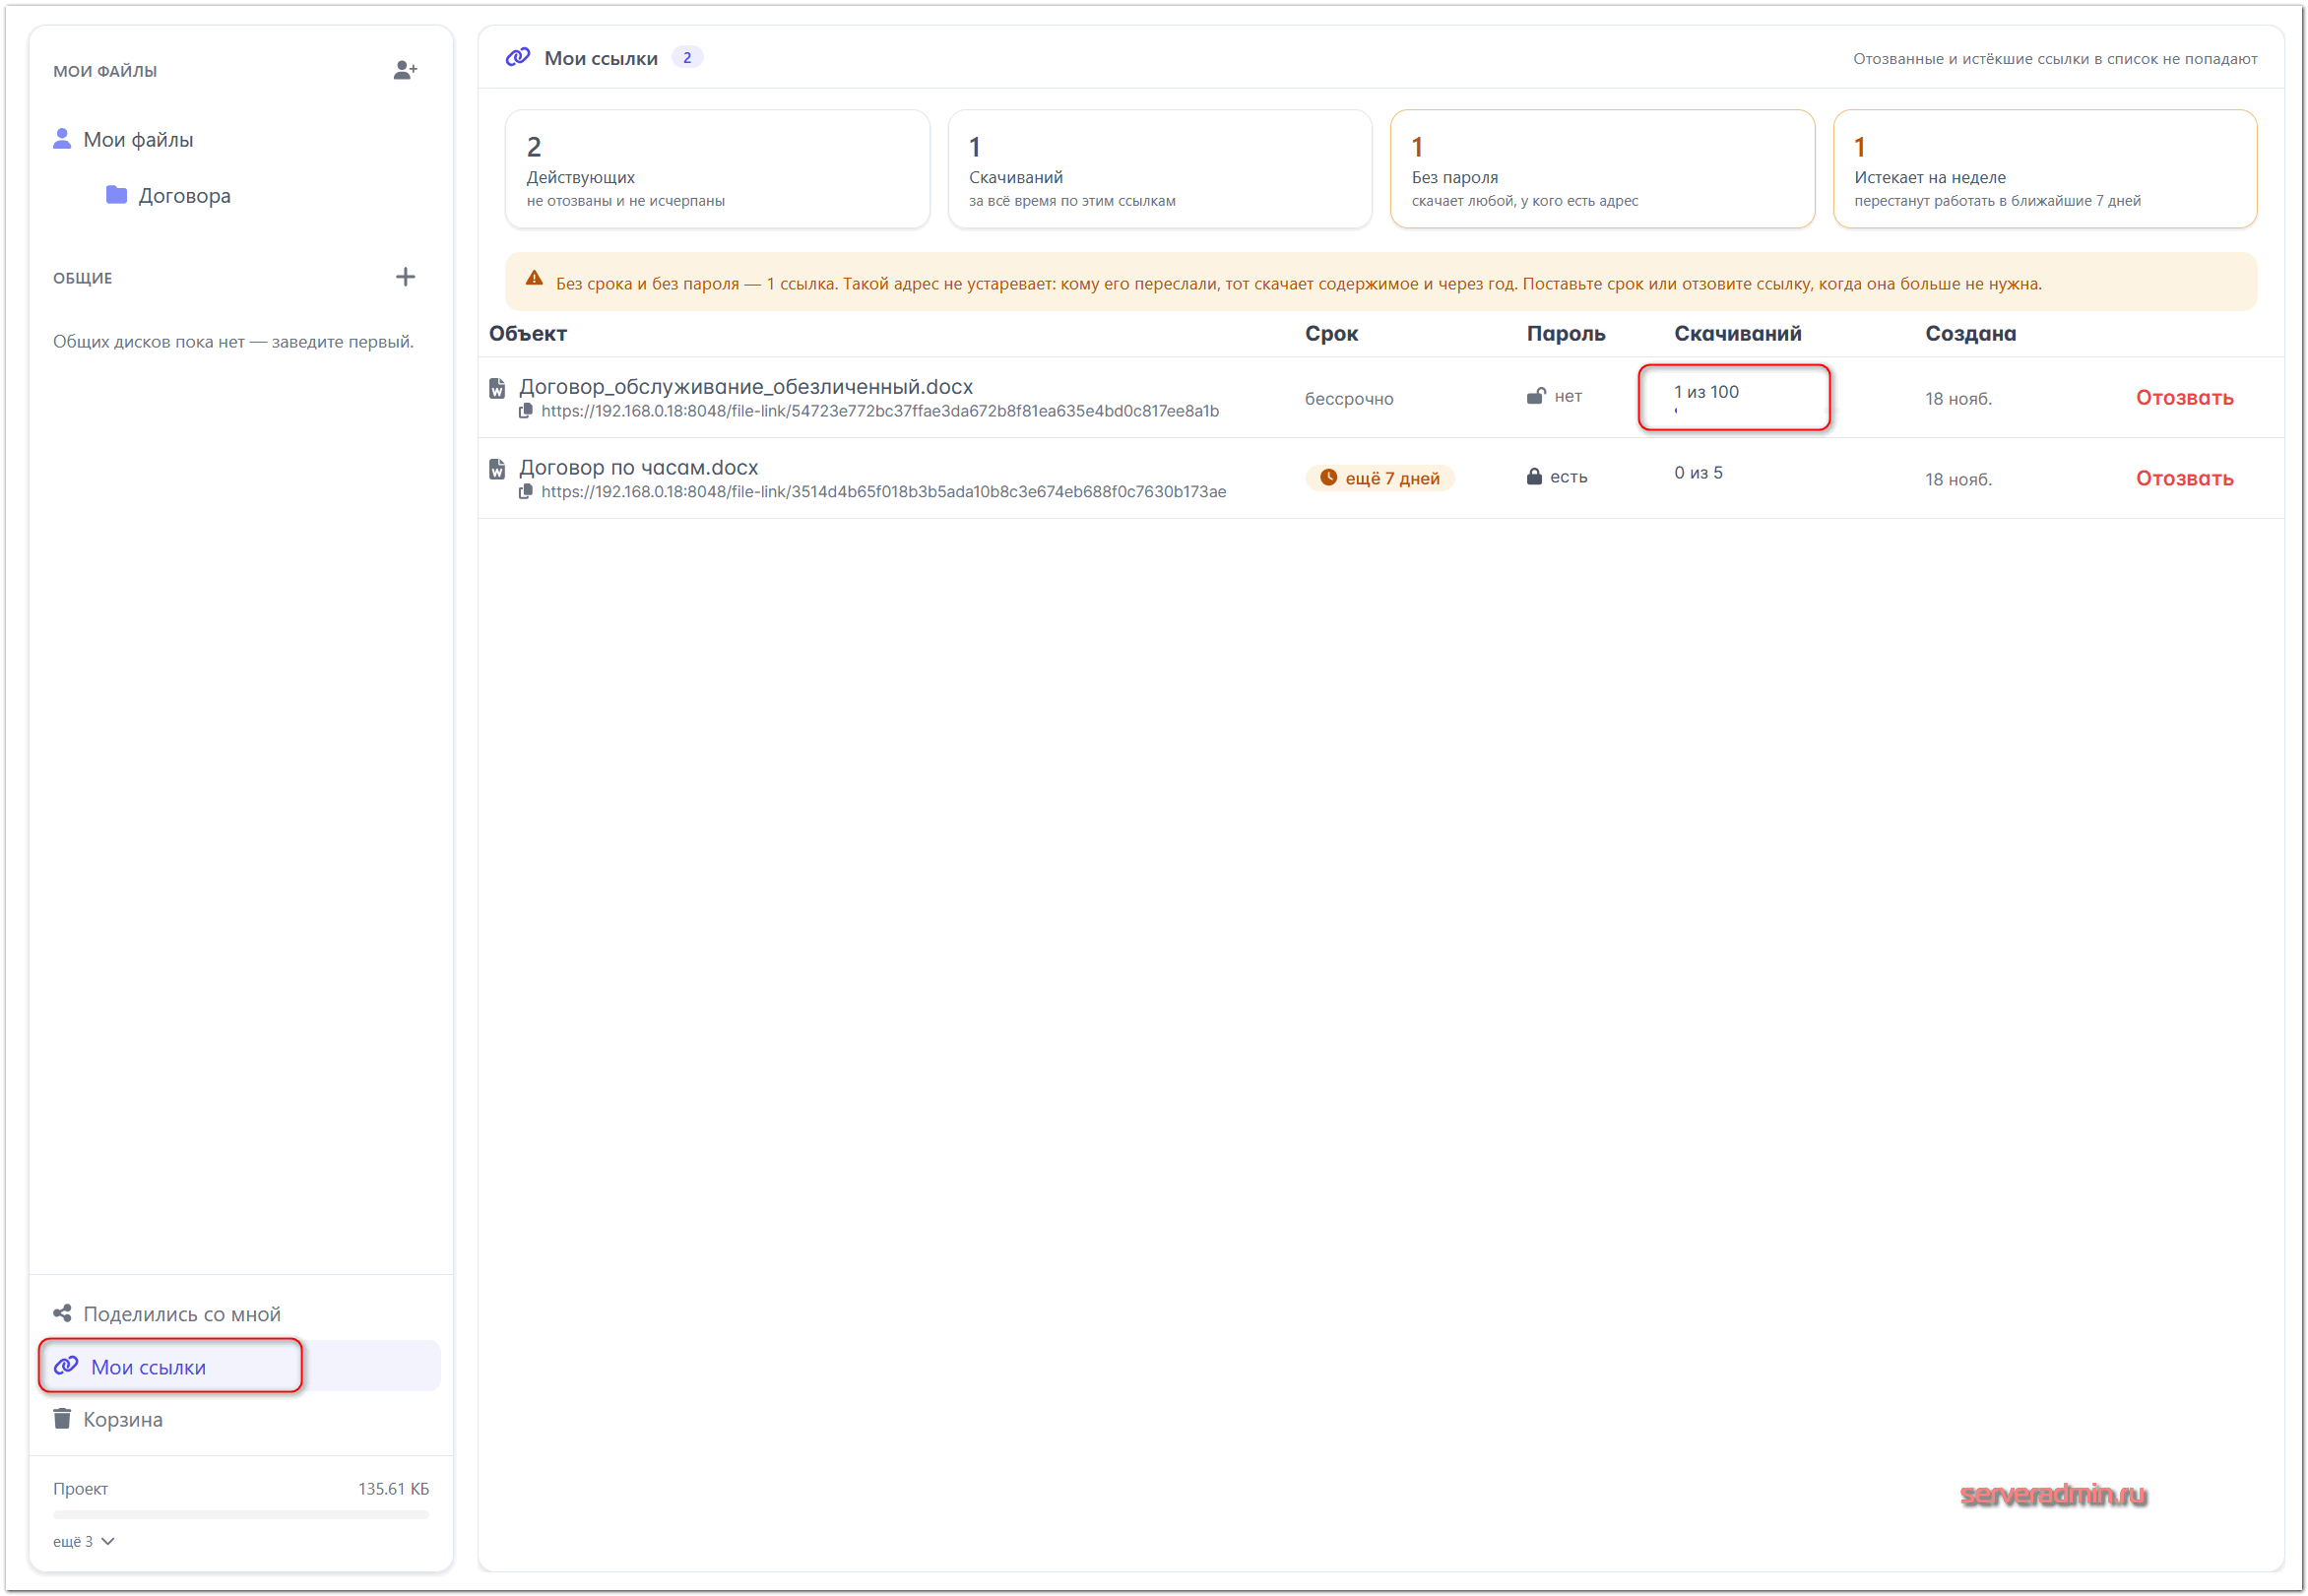 МОИ ФАЙЛЫ
Мои файлы
Договора
ОБЩИЕ
Общих дисков пока нет — заведите первый.
Поделились со мной
Мои ссылки
Корзина
Проект 135.61 КБ
ещё 3
Мои ссылки 2
Отозванные и истёкшие ссылки в список не попадают
2
Действующих
не отозваны и не исчерпаны
1
Скачиваний
за всё время по этим ссылкам
1
Без пароля
скачает любой, у кого есть адрес
1
Истекает на неделе
перестанут работать в ближайшие 7 дней
Без срока и без пароля — 1 ссылка. Такой адрес не устаревает: кому его переслали, тот скачает содержимое и через год. Поставьте срок или отзовите ссылку, когда она больше не нужна.
Объект Срок Пароль Скачиваний Создана
Договор_обслуживание_обезличенный.docx
https://192.168.0.18:8048/file-link/54723e772bc37ffae3da672b8f81ea635e4bd0c817ee8a1b
бессрочно нет 1 из 100 18 нояб. Отозвать
Договор по часам.docx
https://192.168.0.18:8048/file-link/3514d4b65f018b3b5ada10b8c3e674eb688f0c7630b173ae
ещё 7 дней есть 0 из 5 18 нояб. Отозвать
serveradmin.ru